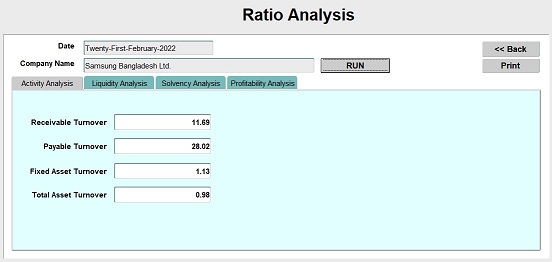 Ratio Analysis
Date Twenty-First-February-2022 << Back
Company Name Samsung Bangladesh Ltd. RUN Print
Activity Analysis Liquidity Analysis Solvency Analysis Profitability Analysis
Receivable Turnover 11.69
Payable Turnover 28.02
Fixed Asset Turnover 1.13
Total Asset Turnover 0.98